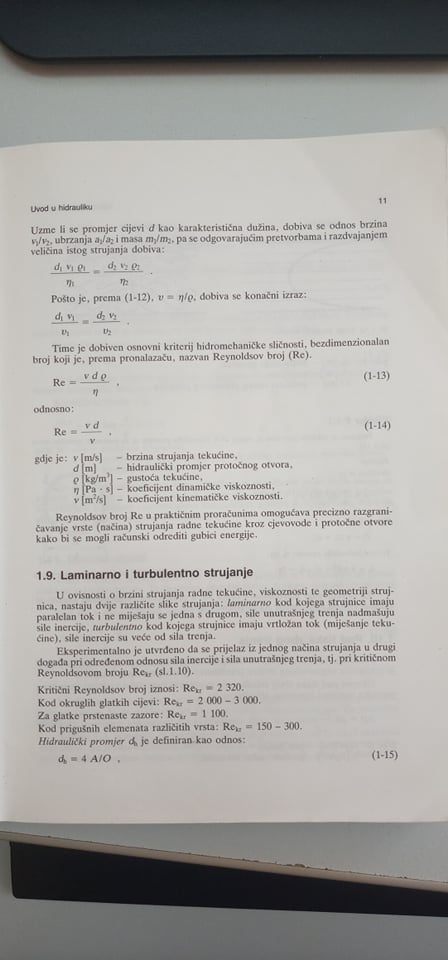 Uvod u hidrauliku 11
Uzme li se promjer cijevi d kao karakteristična dužina, dobiva se odnos brzina
v₁/v₂, ubrzanja a₁/a₂ i masa m₁/m₂, pa se odgovarajućim pretvorbama i razdvajanjem
veličina istog strujanja dobiva:
d₁ v₁ ϱ₁ / η₁ = d₂ v₂ ϱ₂ / η₂ .
Pošto je, prema (1-12), υ = η/ϱ, dobiva se konačni izraz:
d₁ v₁ / υ₁ = d₂ v₂ / υ₂ .
Time je dobiven osnovni kriterij hidromehaničke sličnosti, bezdimenzionalan
broj koji je, prema pronalazaču, nazvan Reynoldsov broj (Re).
Re = v d ϱ / η , (1-13)
odnosno:
Re = v d / ν , (1-14)
gdje je: v [m/s] – brzina strujanja tekućine,
d [m] – hidraulički promjer protočnog otvora,
ϱ [kg/m³] – gustoća tekućine,
η [Pa · s] – koeficijent dinamičke viskoznosti,
ν [m²/s] – koeficijent kinematičke viskoznosti.
Reynoldsov broj Re u praktičnim proračunima omogućava precizno razgrani-
čavanje vrste (načina) strujanja radne tekućine kroz cjevovode i protočne otvore
kako bi se mogli računski odrediti gubici energije.
1.9. Laminarno i turbulentno strujanje
U ovisnosti o brzini strujanja radne tekućine, viskoznosti te geometriji struj-
nica, nastaju dvije različite slike strujanja: laminarno kod kojega strujnice imaju
paralelan tok i ne miješaju se jedna s drugom, sile unutrašnjeg trenja nadmašuju
sile inercije, turbulentno kod kojega strujnice imaju vrtložan tok (miješanje teku-
ćine), sile inercije su veće od sila trenja.
Eksperimentalno je utvrđeno da se prijelaz iz jednog načina strujanja u drugi
događa pri određenom odnosu sila inercije i sila unutrašnjeg trenja, tj. pri kritičnom
Reynoldsovom broju Reₖᵣ (sl.1.10).
Kritični Reynoldsov broj iznosi: Reₖᵣ = 2 320.
Kod okruglih glatkih cijevi: Reₖᵣ = 2 000 – 3 000.
Za glatke prstenaste zazore: Reₖᵣ = 1 100.
Kod prigušnih elemenata različitih vrsta: Reₖᵣ = 150 – 300.
Hidraulički promjer dₕ je definiran kao odnos:
dₕ = 4 A/O , (1-15)